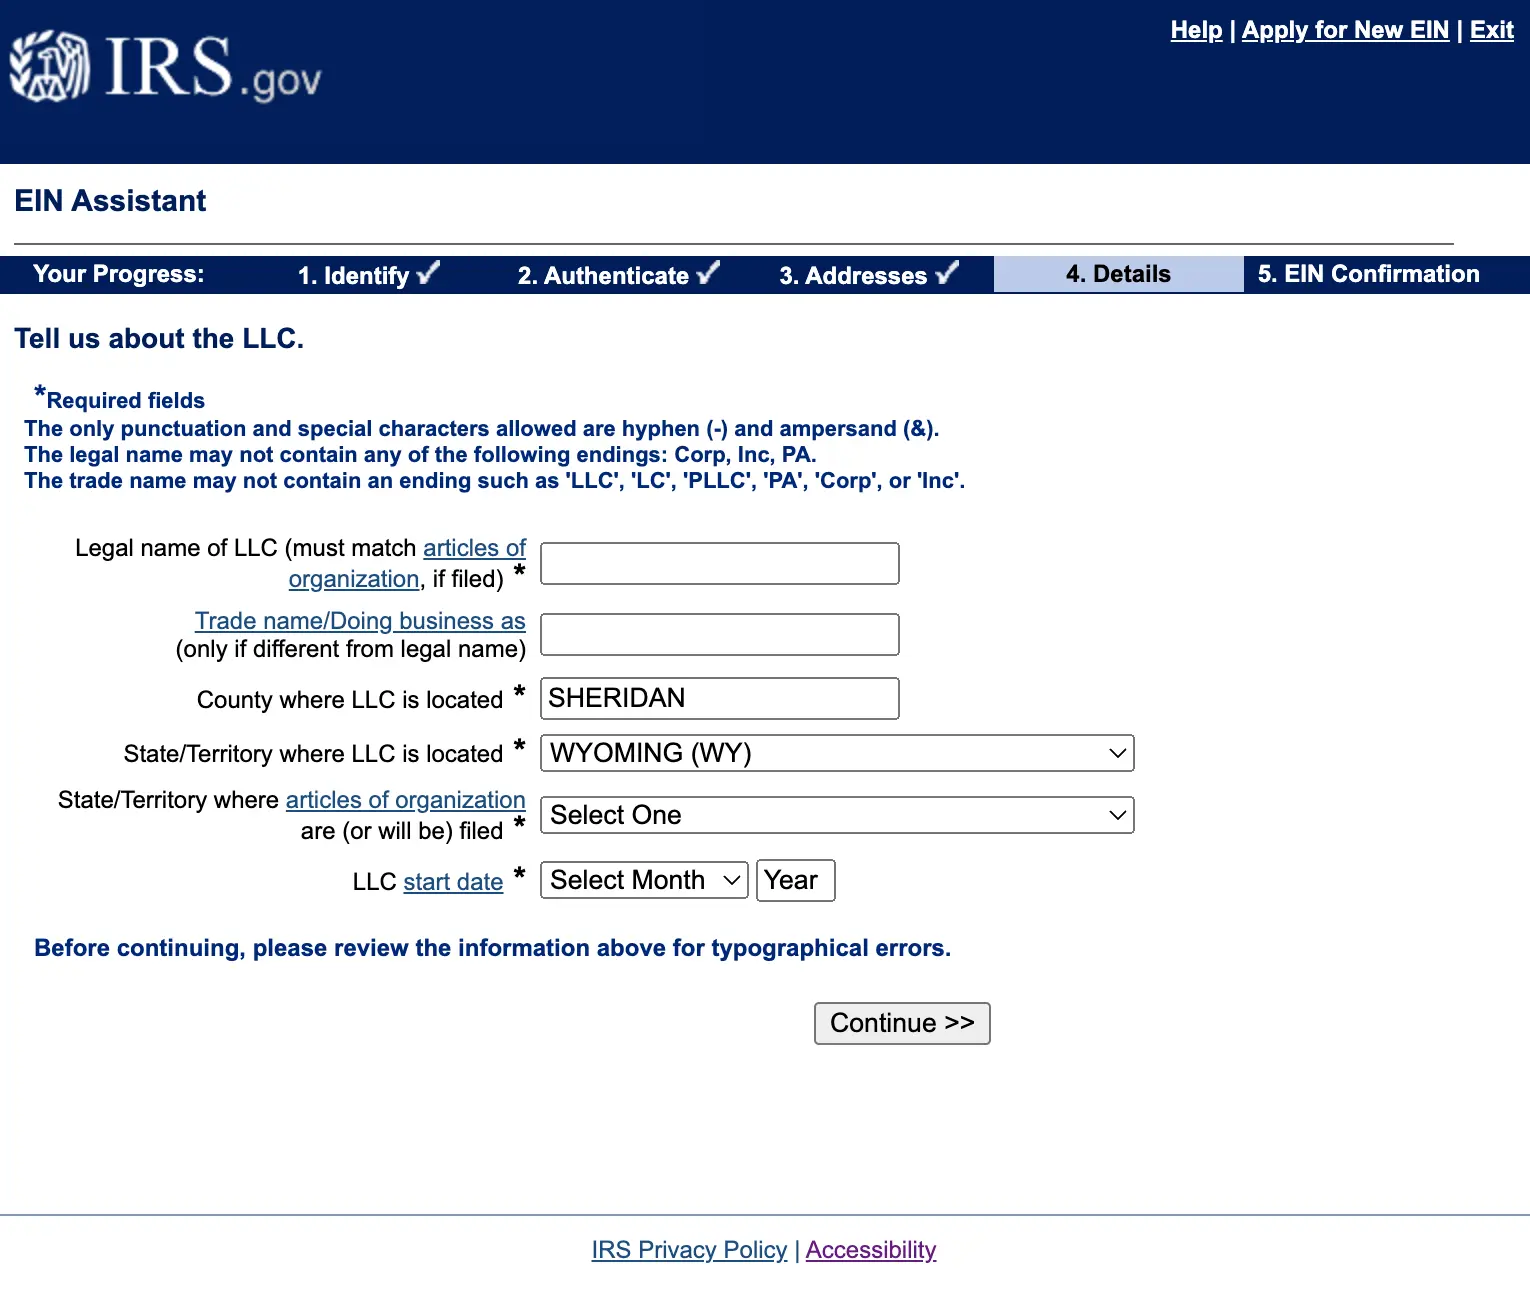 IRS.gov
Help | Apply for New EIN | Exit
EIN Assistant
Your Progress: 1. Identify ✓ 2. Authenticate ✓ 3. Addresses ✓ 4. Details 5. EIN Confirmation
Tell us about the LLC.
*Required fields
The only punctuation and special characters allowed are hyphen (-) and ampersand (&).
The legal name may not contain any of the following endings: Corp, Inc, PA.
The trade name may not contain an ending such as 'LLC', 'LC', 'PLLC', 'PA', 'Corp', or 'Inc'.
Legal name of LLC (must match articles of
organization, if filed) *
Trade name/Doing business as
(only if different from legal name)
County where LLC is located * SHERIDAN
State/Territory where LLC is located * WYOMING (WY)
State/Territory where articles of organization
are (or will be) filed * Select One
LLC start date * Select Month Year
Before continuing, please review the information above for typographical errors.
Continue >>
IRS Privacy Policy | Accessibility